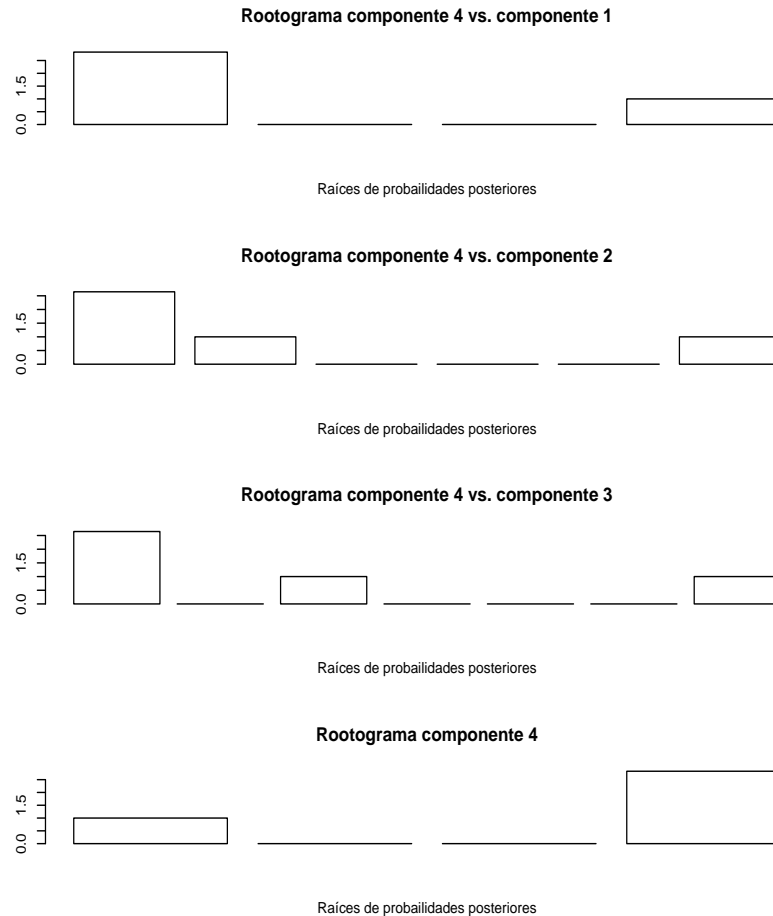 Rootograma componente 4 vs. componente 1
1.5
0.0
Raíces de probailidades posteriores
Rootograma componente 4 vs. componente 2
1.5
0.0
Raíces de probailidades posteriores
Rootograma componente 4 vs. componente 3
1.5
0.0
Raíces de probailidades posteriores
Rootograma componente 4
1.5
0.0
Raíces de probailidades posteriores